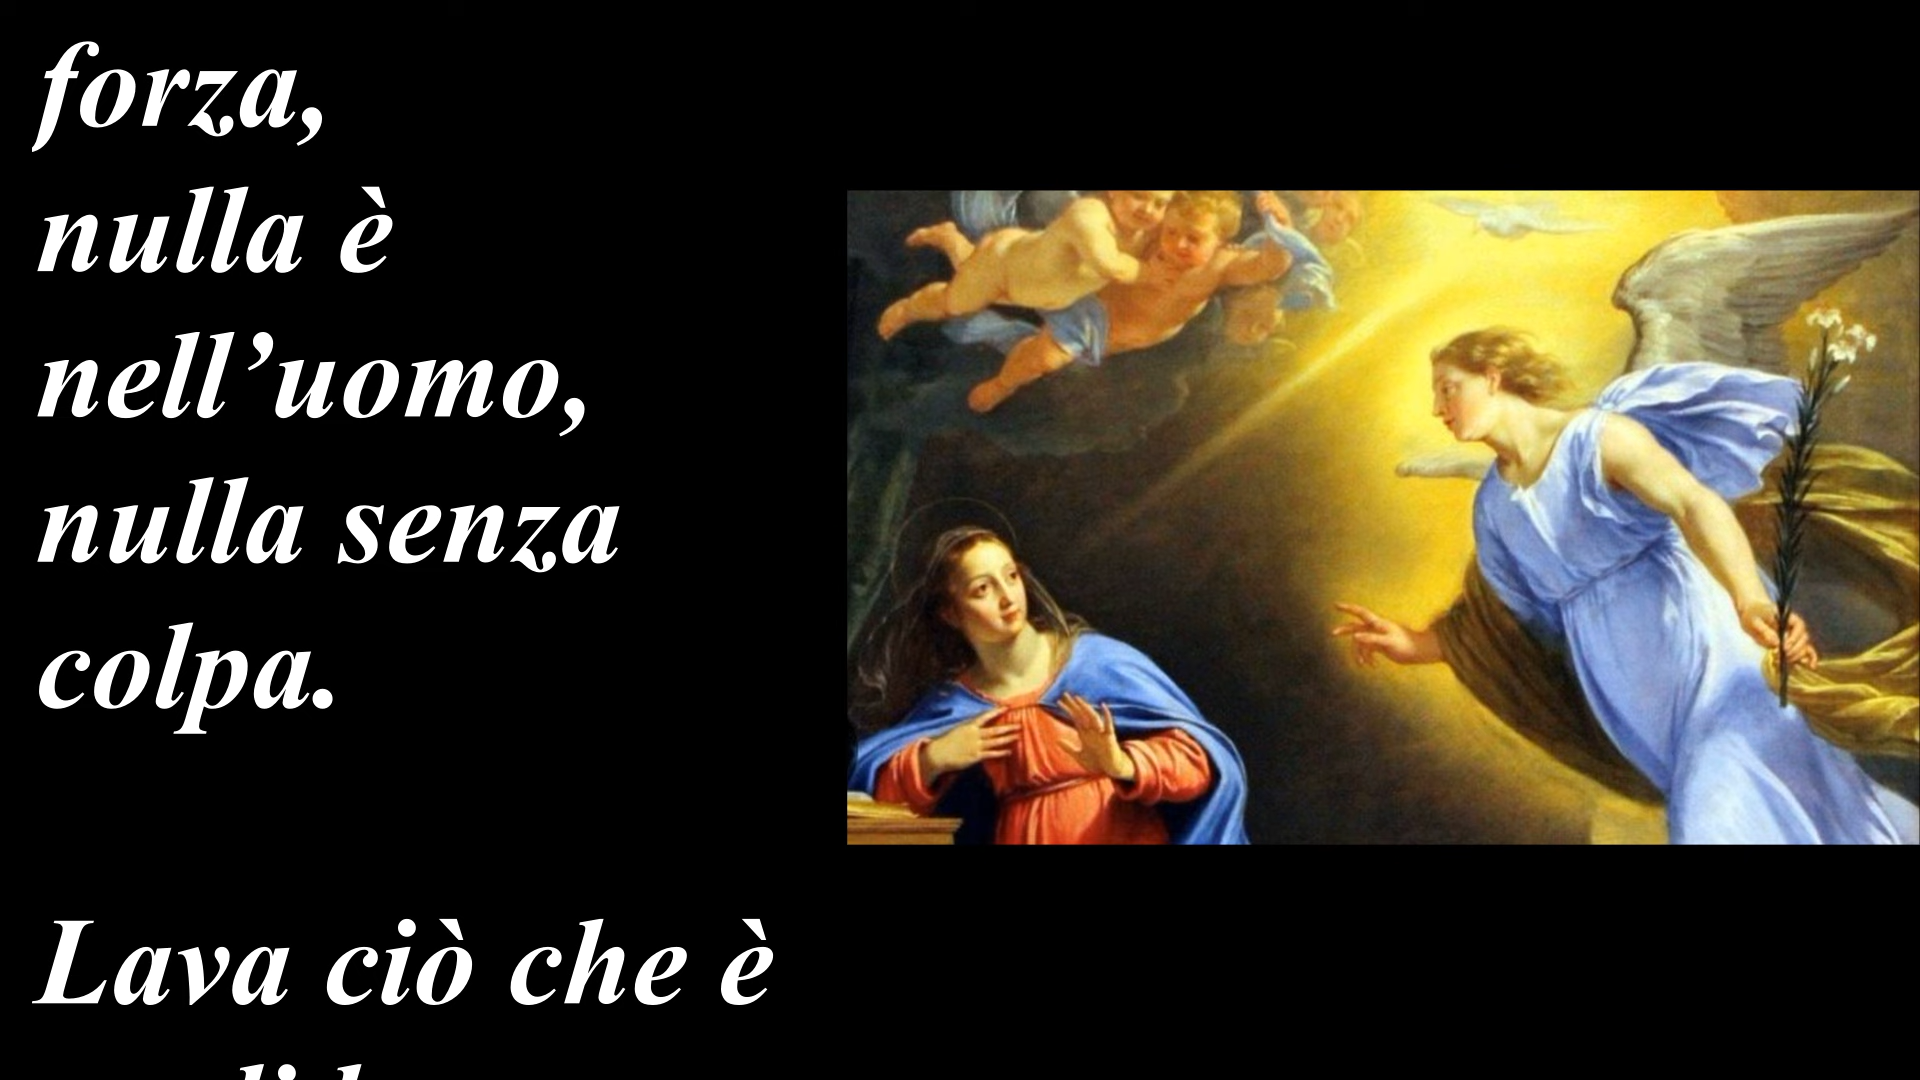 forza,
nulla è
nell’uomo,
nulla senza
colpa.
Lava ciò che è